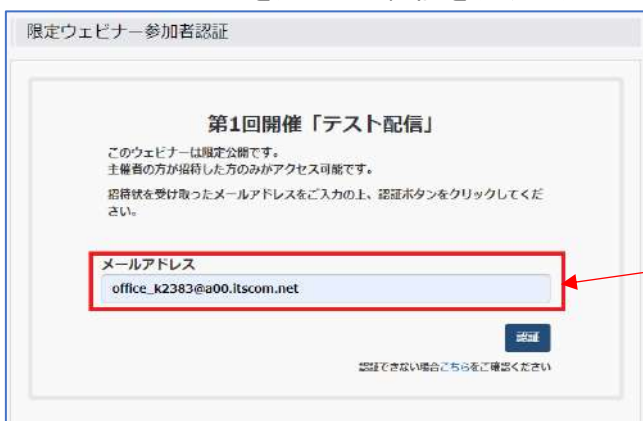 限定ウェビナー参加者認証
第1回開催「テスト配信」
このウェビナーは限定公開です。
主催者の方が招待した方のみがアクセス可能です。
招待状を受け取ったメールアドレスをご入力の上、認証ボタンをクリックしてくだ
さい。
メールアドレス
office_k2383@a00.itscom.net
認証
認証できない場合こちらをご確認ください